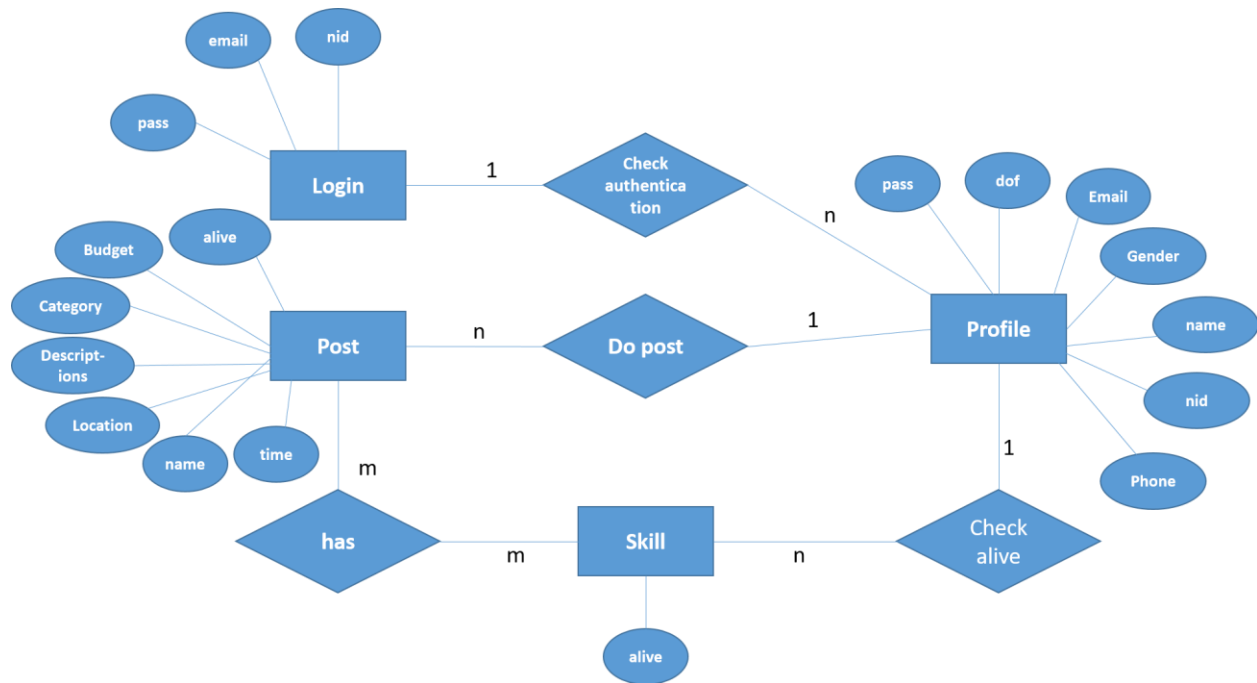 email
nid
pass
Login
1
Check
authentica
tion
n
pass
dof
Email
Gender
name
nid
Phone
Profile
alive
Budget
Category
Descript-
ions
Location
name
time
Post
n
Do post
1
m
has
m
Skill
n
Check
alive
1
alive